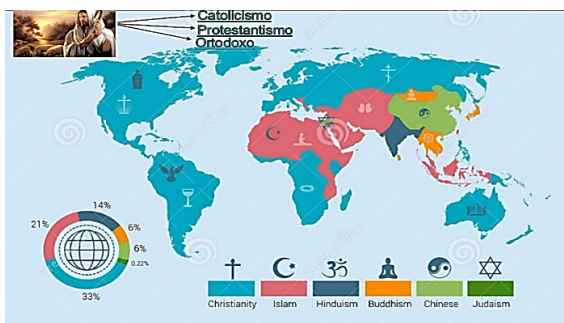 Catolicismo
Protestantismo
Ortodoxo
14%
21%
6%
6%
0.22%
33%
Christianity Islam Hinduism Buddhism Chinese Judaism